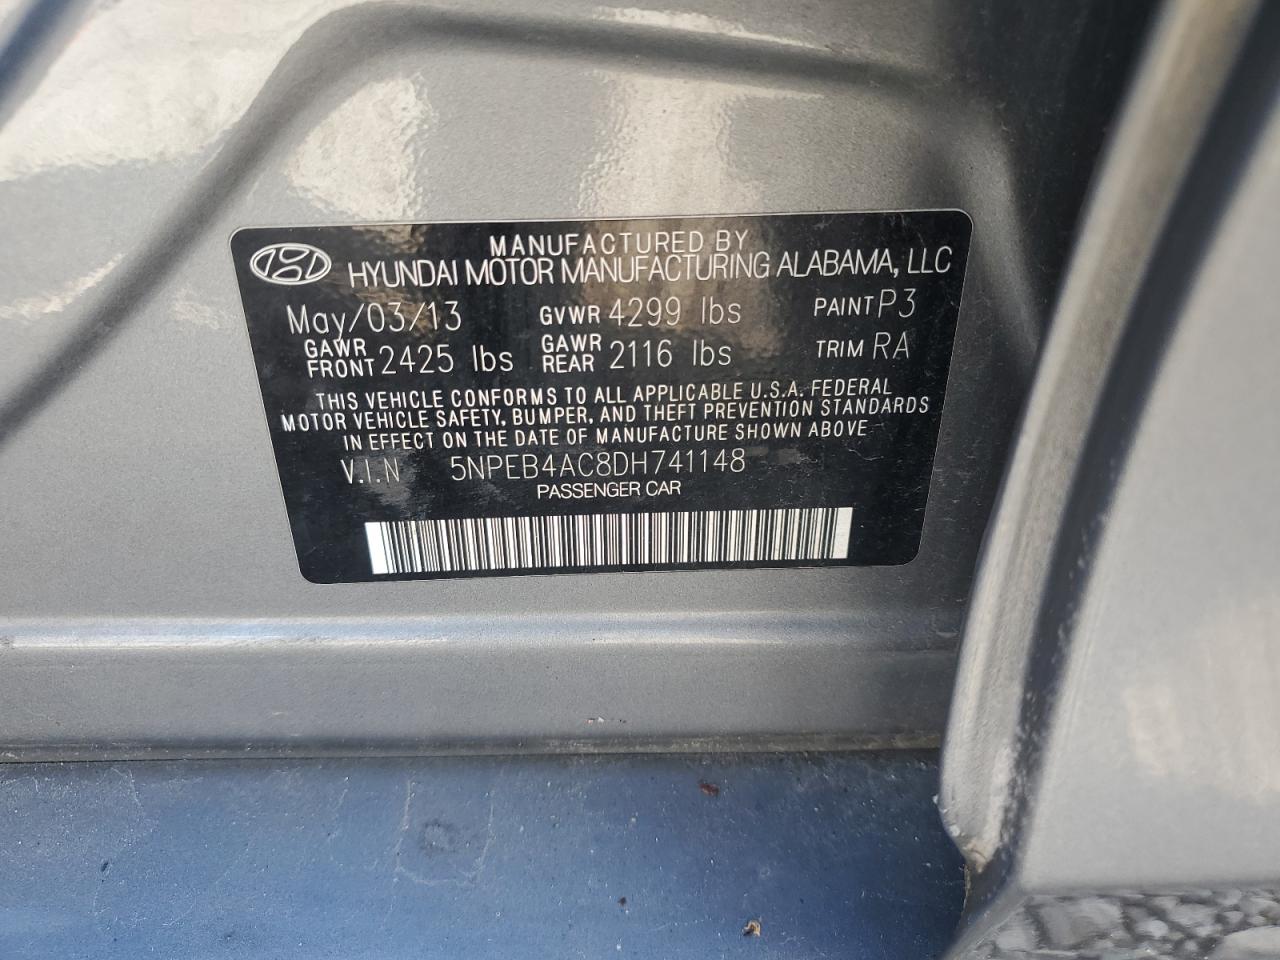 MANUFACTURED BY
HYUNDAI MOTOR MANUFACTURING ALABAMA, LLC
May/03/13 GVWR 4299 lbs PAINT P3
GAWR FRONT 2425 lbs GAWR REAR 2116 lbs TRIM RA
THIS VEHICLE CONFORMS TO ALL APPLICABLE U.S.A. FEDERAL
MOTOR VEHICLE SAFETY, BUMPER, AND THEFT PREVENTION STANDARDS
IN EFFECT ON THE DATE OF MANUFACTURE SHOWN ABOVE
V.I.N 5NPEB4AC8DH741148
PASSENGER CAR